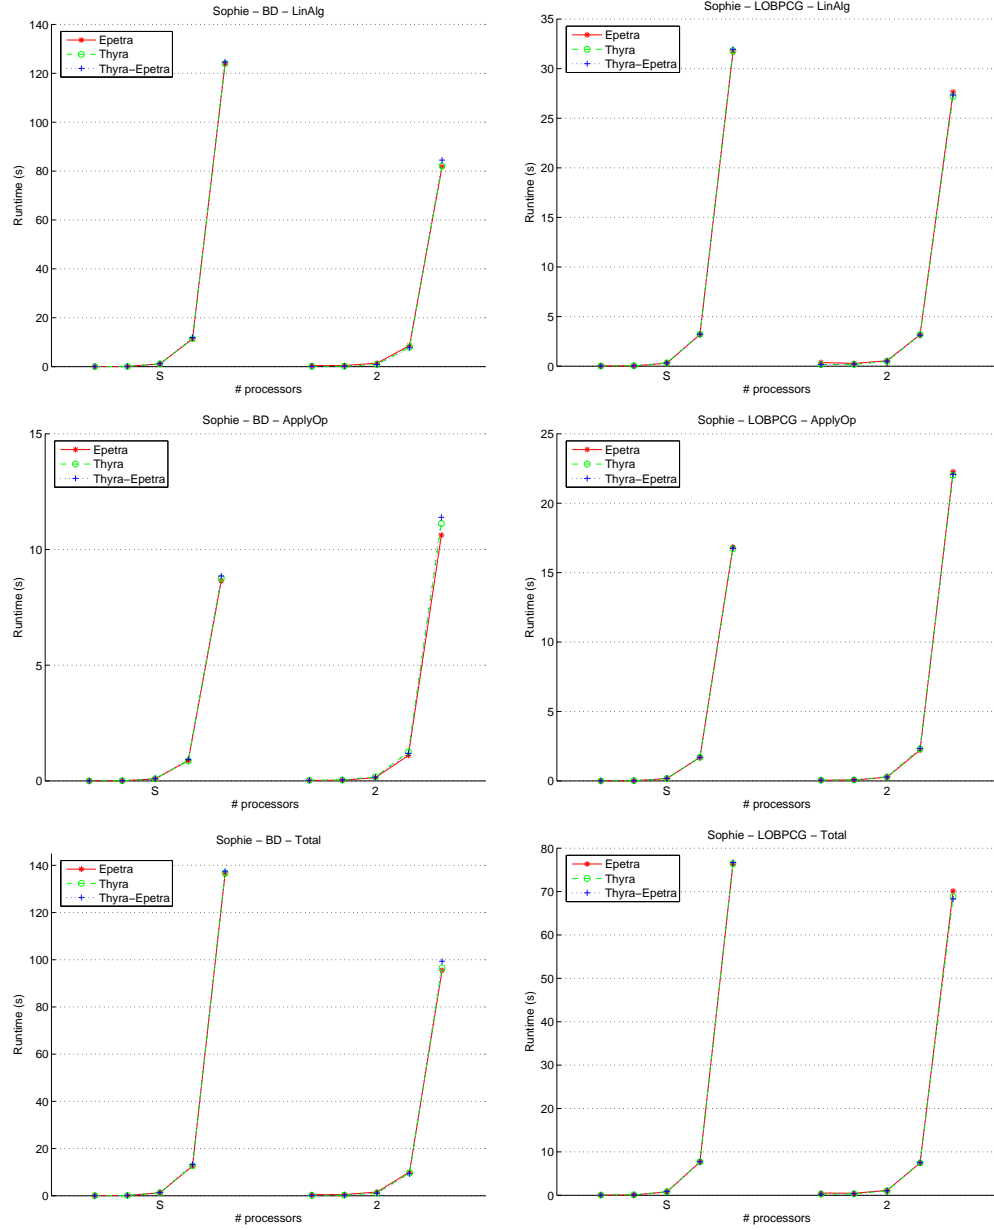 Sophie − BD − LinAlg
140
120
100
80
60
40
20
0
Epetra
Thyra
Thyra−Epetra
Runtime (s)
S
2
# processors
Sophie − LOBPCG − LinAlg
35
30
25
20
15
10
5
0
Epetra
Thyra
Thyra−Epetra
Runtime (s)
S
2
# processors
Sophie − BD − ApplyOp
15
10
5
0
Epetra
Thyra
Thyra−Epetra
Runtime (s)
S
2
# processors
Sophie − LOBPCG − ApplyOp
25
20
15
10
5
0
Epetra
Thyra
Thyra−Epetra
Runtime (s)
S
2
# processors
Sophie − BD − Total
140
120
100
80
60
40
20
0
Epetra
Thyra
Thyra−Epetra
Runtime (s)
S
2
# processors
Sophie − LOBPCG − Total
80
70
60
50
40
30
20
10
0
Epetra
Thyra
Thyra−Epetra
Runtime (s)
S
2
# processors